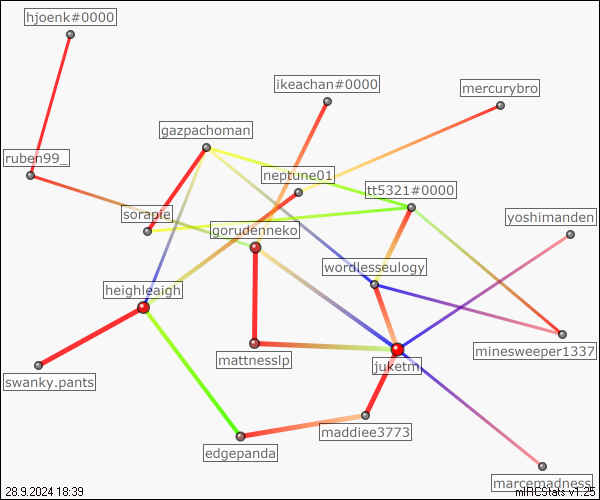 hjoenk#0000
ikeachan#0000
mercurybro
gazpachoman
ruben99_
neptune01
tt5321#0000
sorapie
yoshimanden
gorudenneko
wordlesseulogy
heighleaigh
minesweeper1337
mattnesslp
juketm
swanky.pants
maddiee3773
edgepanda
marcemadness
28.9.2024 18:39
mIRCStats v1.25